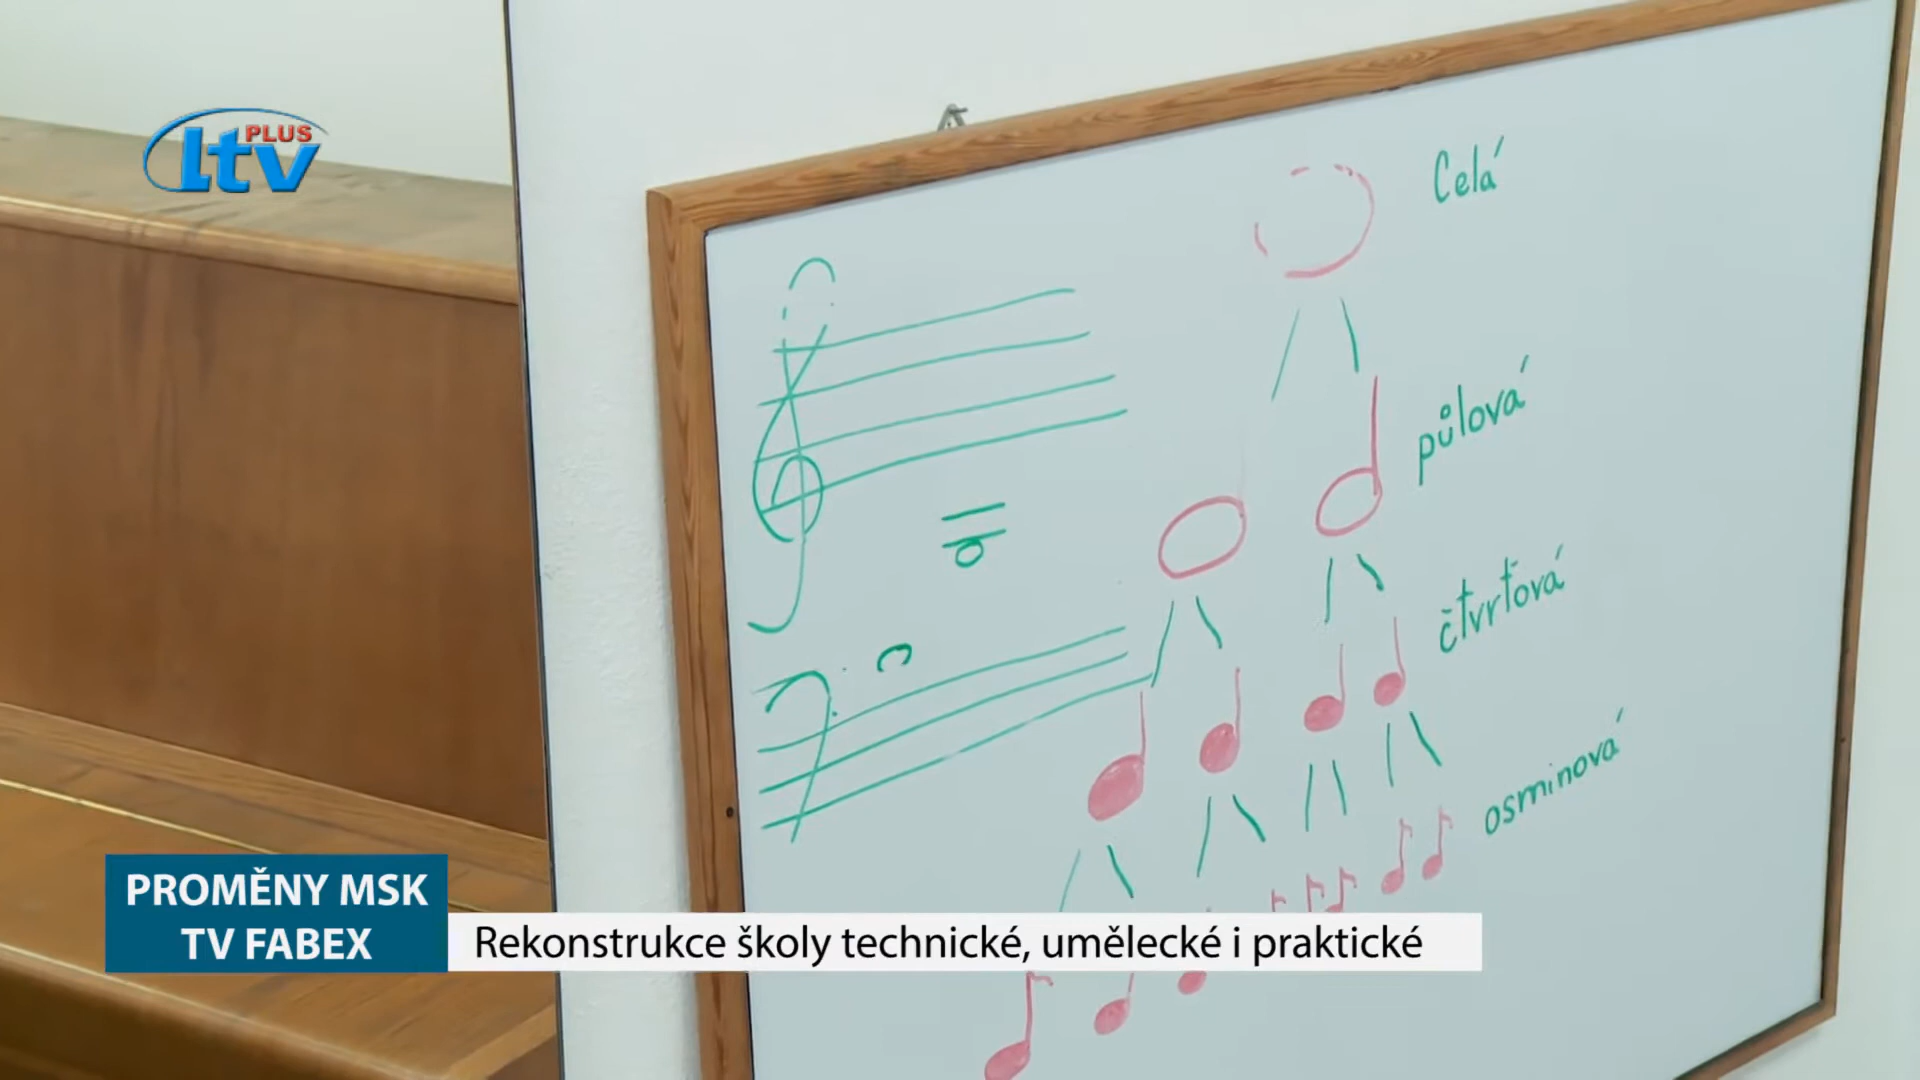 ltv PLUS
Celá
půlová
čtvrťová
osminová
PROMĚNY MSK
TV FABEX
Rekonstrukce školy technické, umělecké i praktické